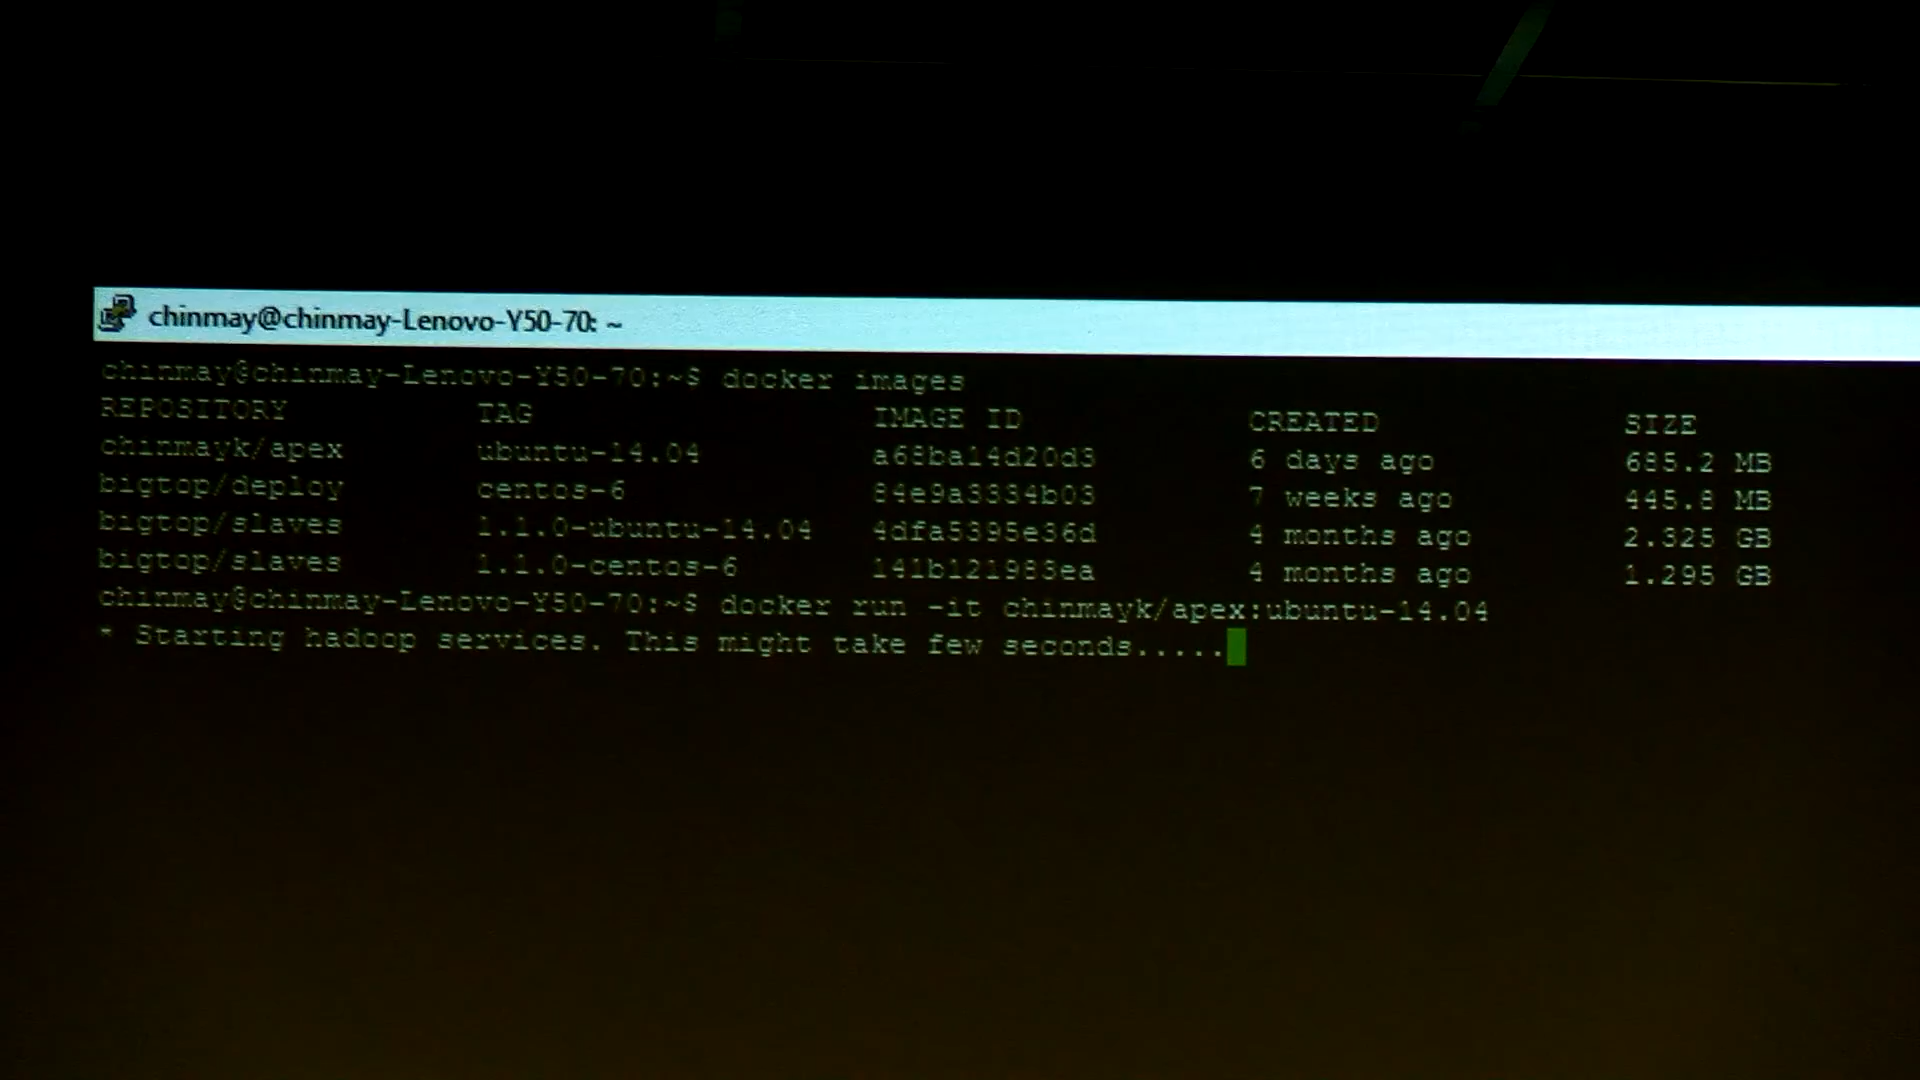 chinmay@chinmay-Lenovo-Y50-70: ~
chinmay@chinmay-Lenovo-Y50-70:~$ docker images
REPOSITORY TAG IMAGE ID CREATED SIZE
chinmayk/apex ubuntu-14.04 a68ba14d20d3 6 days ago 685.2 MB
bigtop/deploy centos-6 84e9a3334b03 7 weeks ago 445.8 MB
bigtop/slaves 1.1.0-ubuntu-14.04 4dfa5395e36d 4 months ago 2.325 GB
bigtop/slaves 1.1.0-centos-6 141b121983ea 4 months ago 1.295 GB
chinmay@chinmay-Lenovo-Y50-70:~$ docker run -it chinmayk/apex:ubuntu-14.04
* Starting hadoop services. This might take few seconds.....